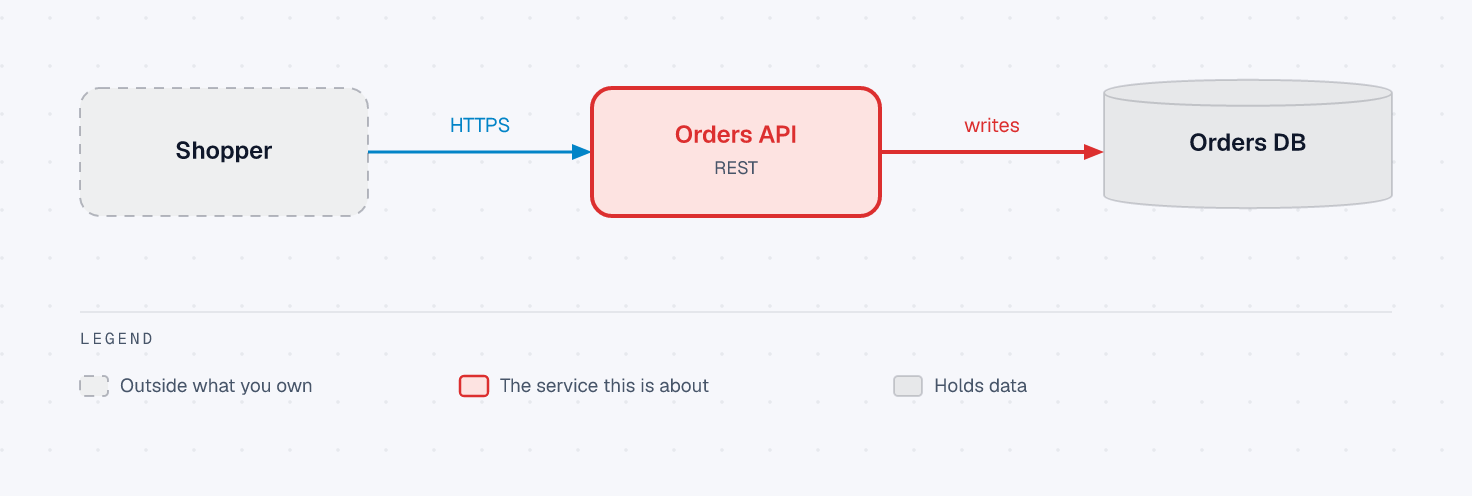 Shopper
HTTPS
Orders API
REST
writes
Orders DB
LEGEND
Outside what you own
The service this is about
Holds data